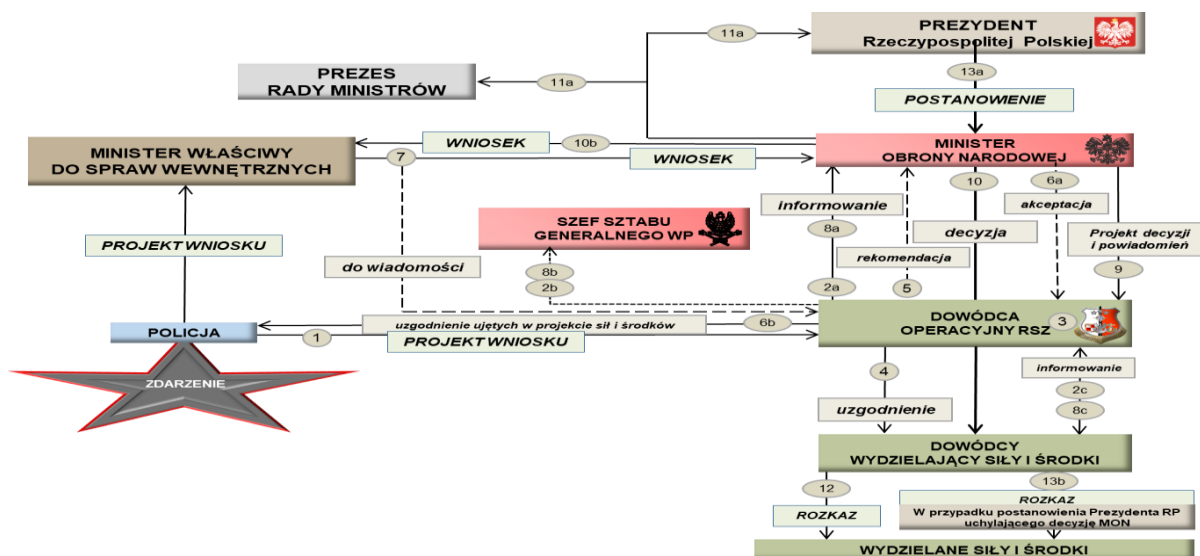 11a
PREZYDENT
Rzeczypospolitej Polskiej
PREZES
RADY MINISTRÓW
11a
13a
POSTANOWIENIE
MINISTER WŁAŚCIWY
DO SPRAW WEWNĘTRZNYCH
WNIOSEK
10b
7
WNIOSEK
MINISTER
OBRONY NARODOWEJ
10
6a
informowanie
akceptacja
SZEF SZTABU
GENERALNEGO WP
8a
decyzja
Projekt decyzji
i powiadomień
PROJEKT WNIOSKU
rekomendacja
do wiadomości
8b
2b
2a
5
9
POLICJA
uzgodnienie ujętych w projekcie sił i środków
6b
1
PROJEKT WNIOSKU
DOWÓDCA
OPERACYJNY RSZ
3
ZDARZENIE
4
informowanie
2c
uzgodnienie
8c
DOWÓDCY
WYDZIELAJĄCY SIŁY I ŚRODKI
12
13b
ROZKAZ
ROZKAZ
W przypadku postanowienia Prezydenta RP
uchylającego decyzję MON
WYDZIELANE SIŁY I ŚRODKI